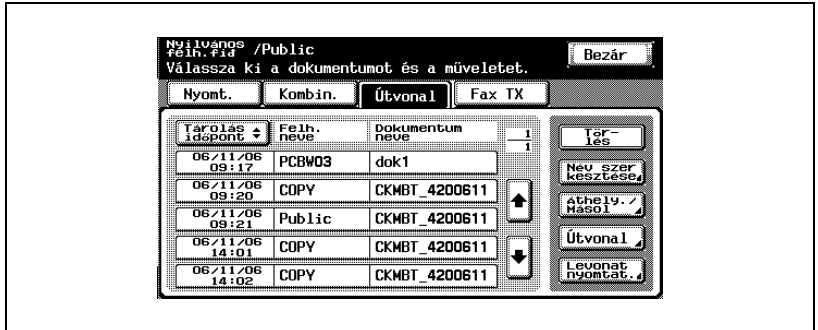 Nyilvános
felh.fió /Public
Válassza ki a dokumentumot és a műveletet.
Bezár
Nyomt. Kombin. Útvonal Fax TX
Tárolás
időpont
Felh.
neve
Dokumentum
neve
1
1
06/11/06
09:17
PCBW03 dok1
06/11/06
09:20
COPY CKMBT_4200611
06/11/06
09:21
Public CKMBT_4200611
06/11/06
14:01
COPY CKMBT_4200611
06/11/06
14:02
COPY CKMBT_4200611
Tör-
lés
Név szer
kesztése
Áthely./
Másol
Útvonal
Levonat
nyomtat.